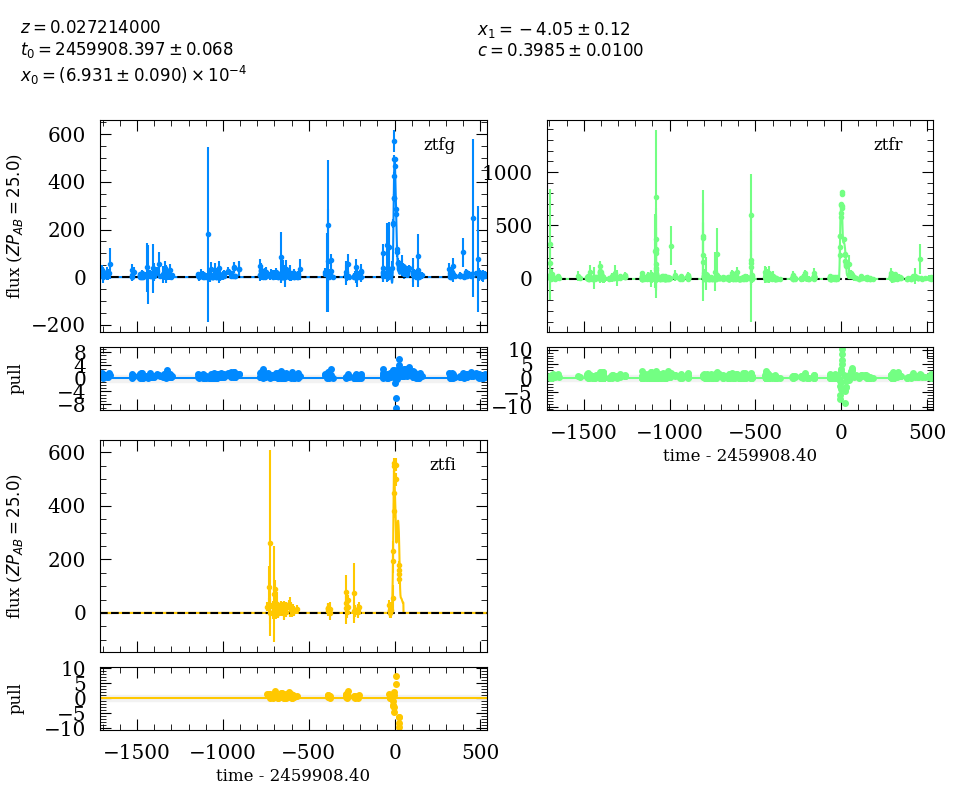 z = 0.027214000
t₀ = 2459908.397 ± 0.068
x₀ = (6.931 ± 0.090) × 10⁻⁴
x₁ = −4.05 ± 0.12
c = 0.3985 ± 0.0100
ztfg
flux (ZP_AB = 25.0)
600
400
200
0
−200
pull
8
4
0
−4
−8
ztfr
1000
500
0
10
5
0
−5
−10
−1500 −1000 −500 0 500
time - 2459908.40
ztfi
flux (ZP_AB = 25.0)
600
400
200
0
pull
10
5
0
−5
−10
−1500 −1000 −500 0 500
time - 2459908.40